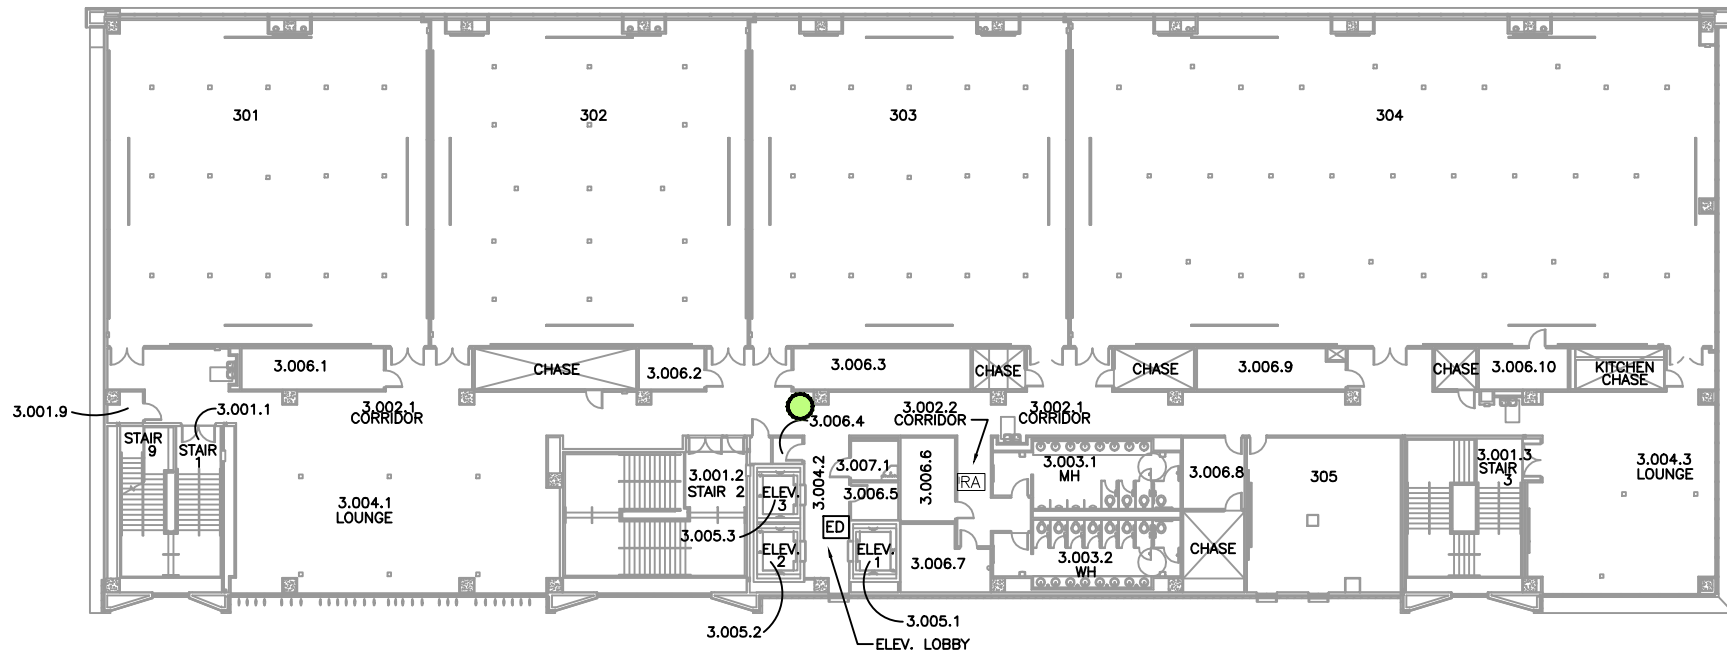 301
302
303
304
3.006.1
CHASE
3.006.2
3.006.3
CHASE
CHASE
3.006.9
CHASE
3.006.10
KITCHEN
CHASE
3.001.9
3.001.1
3.002.1
CORRIDOR
3.006.4
3.002.2
CORRIDOR
3.002.1
CORRIDOR
STAIR
9
STAIR
1
3.004.1
LOUNGE
3.001.2
STAIR 2
ELEV.
3
3.005.3
ELEV.
2
3.004.2
3.007.1
3.006.5
ED
ELEV.
1
3.006.6
RA
3.006.7
3.003.1
MH
3.003.2
WH
3.006.8
CHASE
305
3.001.3
STAIR
3
3.004.3
LOUNGE
3.005.2
3.005.1
ELEV. LOBBY